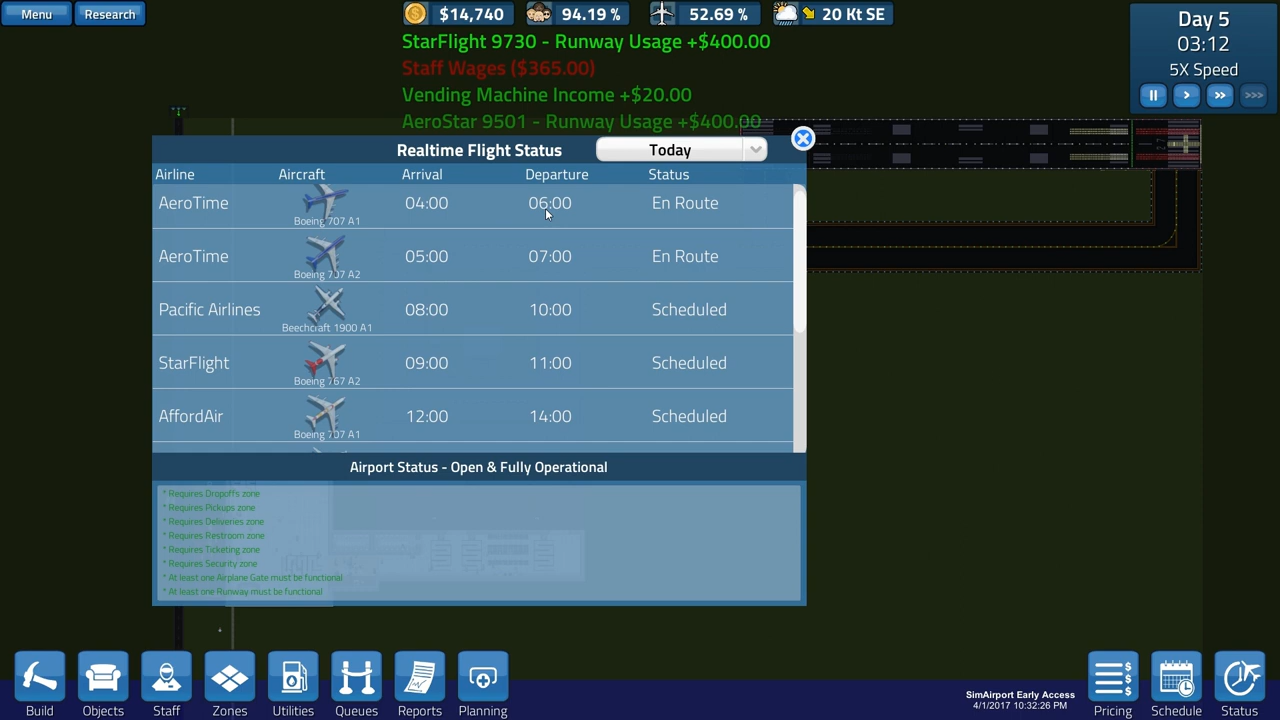 Menu
Research
$14,740
94.19 %
52.69 %
20 Kt SE
Day 5
03:12
5X Speed
StarFlight 9730 - Runway Usage +$400.00
Staff Wages ($365.00)
Vending Machine Income +$20.00
AeroStar 9501 - Runway Usage +$400.00
Realtime Flight Status
Today
Airline Aircraft Arrival Departure Status
AeroTime 04:00 06:00 En Route
Boeing 707 A1
AeroTime 05:00 07:00 En Route
Boeing 707 A2
Pacific Airlines 08:00 10:00 Scheduled
Beechcraft 1900 A1
StarFlight 09:00 11:00 Scheduled
Boeing 767 A2
AffordAir 12:00 14:00 Scheduled
Boeing 707 A1
Airport Status - Open & Fully Operational
* Requires Dropoffs zone
* Requires Pickups zone
* Requires Deliveries zone
* Requires Restroom zone
* Requires Ticketing zone
* Requires Security zone
* At least one Airplane Gate must be functional
* At least one Runway must be functional
Build
Objects
Staff
Zones
Utilities
Queues
Reports
Planning
SimAirport Early Access
4/1/2017 10:32:26 PM
Pricing
Schedule
Status